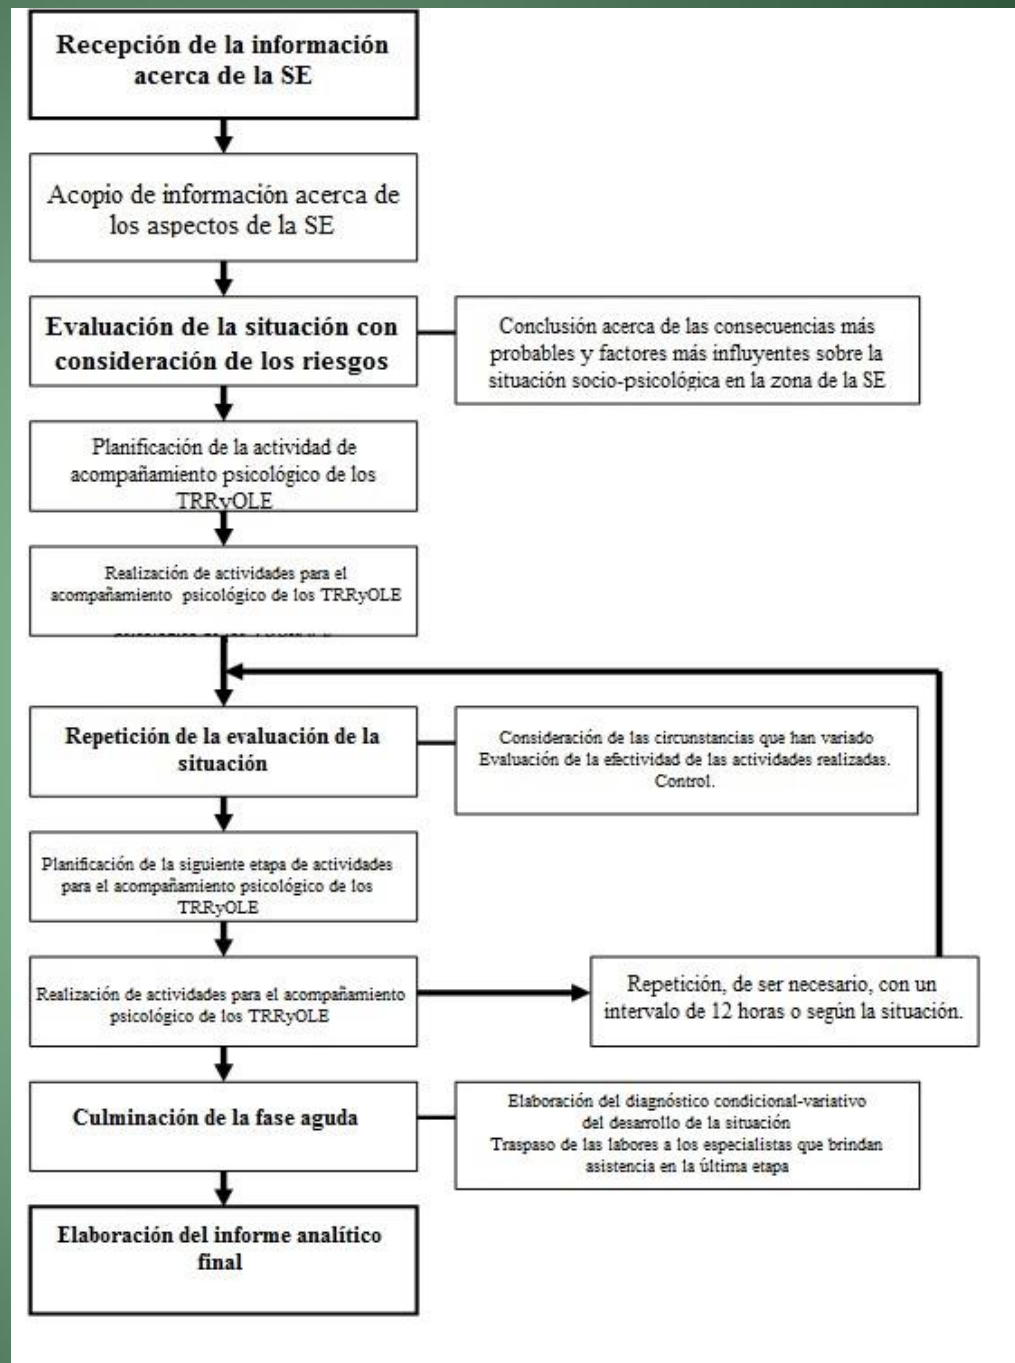 Recepción de la información
acerca de la SE
Acopio de información acerca de
los aspectos de la SE
Evaluación de la situación con
consideración de los riesgos
Conclusión acerca de las consecuencias más
probables y factores más influyentes sobre la
situación socio-psicológica en la zona de la SE
Planificación de la actividad de
acompañamiento psicológico de los
TRRyOLE
Realización de actividades para el
acompañamiento psicológico de los TRRyOLE
Repetición de la evaluación de la
situación
Consideración de las circunstancias que han variado
Evaluación de la efectividad de las actividades realizadas.
Control.
Planificación de la siguiente etapa de actividades
para el acompañamiento psicológico de los
TRRyOLE
Realización de actividades para el acompañamiento
psicológico de los TRRyOLE
Repetición, de ser necesario, con un
intervalo de 12 horas o según la situación.
Culminación de la fase aguda
Elaboración del diagnóstico condicional-variativo
del desarrollo de la situación
Traspaso de las labores a los especialistas que brindan
asistencia en la última etapa
Elaboración del informe analítico
final